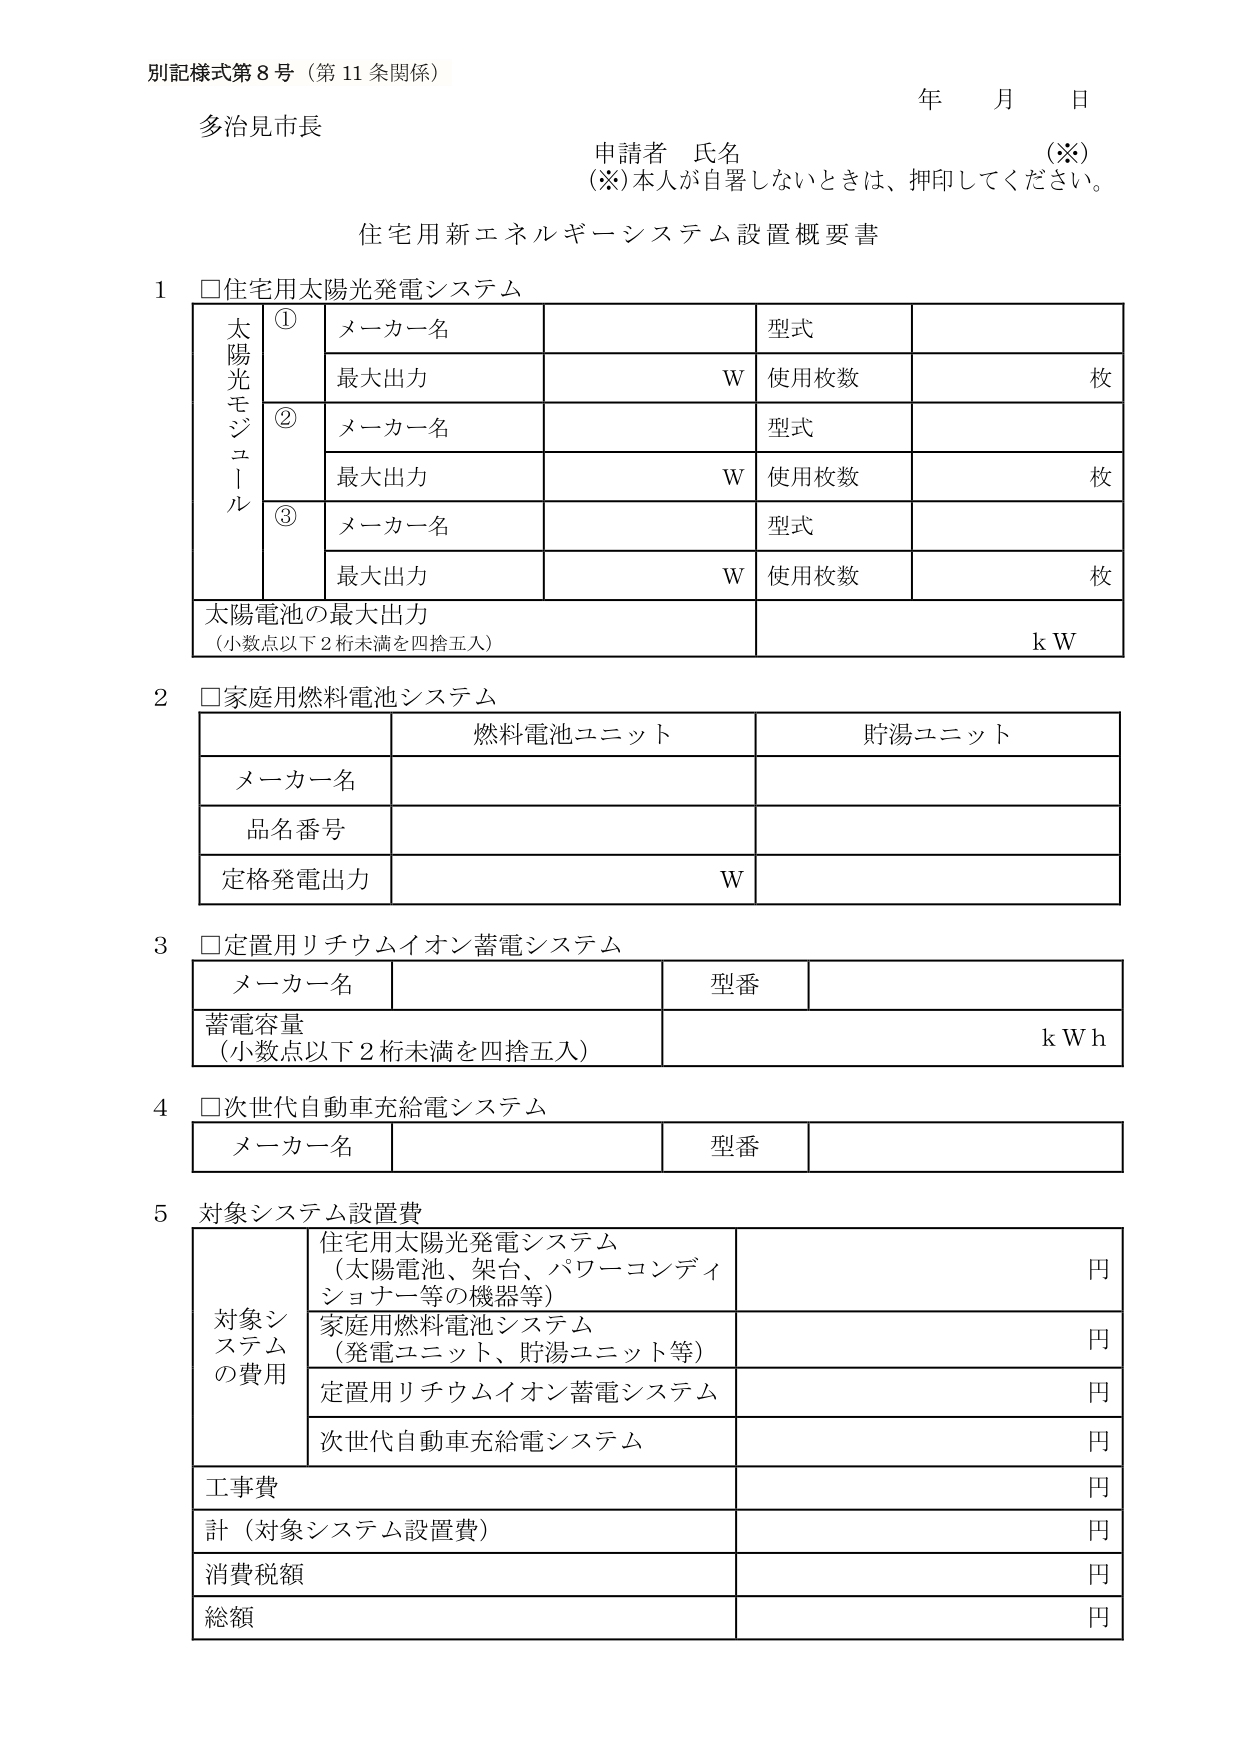 別記様式第８号（第 11 条関係）
年　　月　　日
多治見市長
申請者　氏名　　　　　　　　　　　　（※）
（※）本人が自署しないときは、押印してください。
住宅用新エネルギーシステム設置概要書
１　□住宅用太陽光発電システム
太陽光モジュール
① メーカー名 型式
最大出力 W 使用枚数 枚
② メーカー名 型式
最大出力 W 使用枚数 枚
③ メーカー名 型式
最大出力 W 使用枚数 枚
太陽電池の最大出力
（小数点以下２桁未満を四捨五入）
ｋＷ
２　□家庭用燃料電池システム
燃料電池ユニット 貯湯ユニット
メーカー名
品名番号
定格発電出力 W
３　□定置用リチウムイオン蓄電システム
メーカー名 型番
蓄電容量
（小数点以下２桁未満を四捨五入）
ｋＷｈ
４　□次世代自動車充給電システム
メーカー名 型番
５　対象システム設置費
対象シ
ステム
の費用
住宅用太陽光発電システム
（太陽電池、架台、パワーコンディ
ショナー等の機器等）
円
家庭用燃料電池システム
（発電ユニット、貯湯ユニット等）
円
定置用リチウムイオン蓄電システム 円
次世代自動車充給電システム 円
工事費 円
計（対象システム設置費） 円
消費税額 円
総額 円